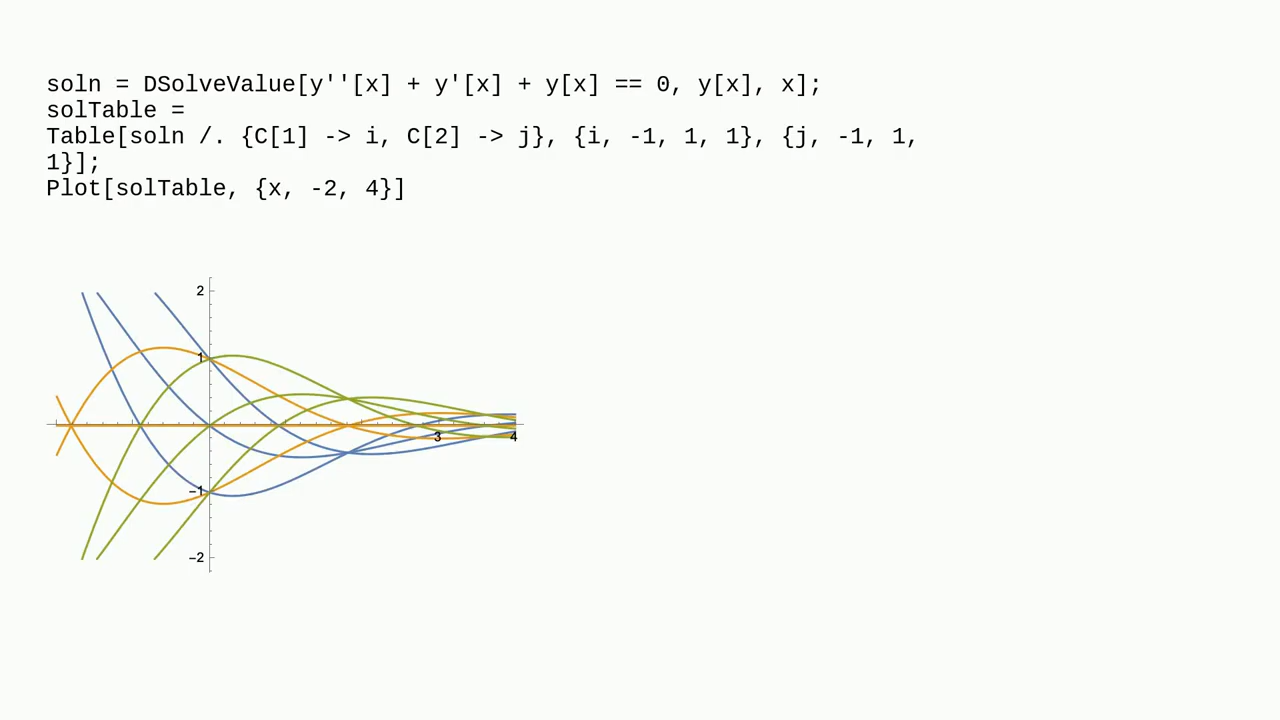 soln = DSolveValue[y''[x] + y'[x] + y[x] == 0, y[x], x];
solTable =
Table[soln /. {C[1] -> i, C[2] -> j}, {i, -1, 1, 1}, {j, -1, 1,
1}];
Plot[solTable, {x, -2, 4}]
2
1
3
4
−1
−2